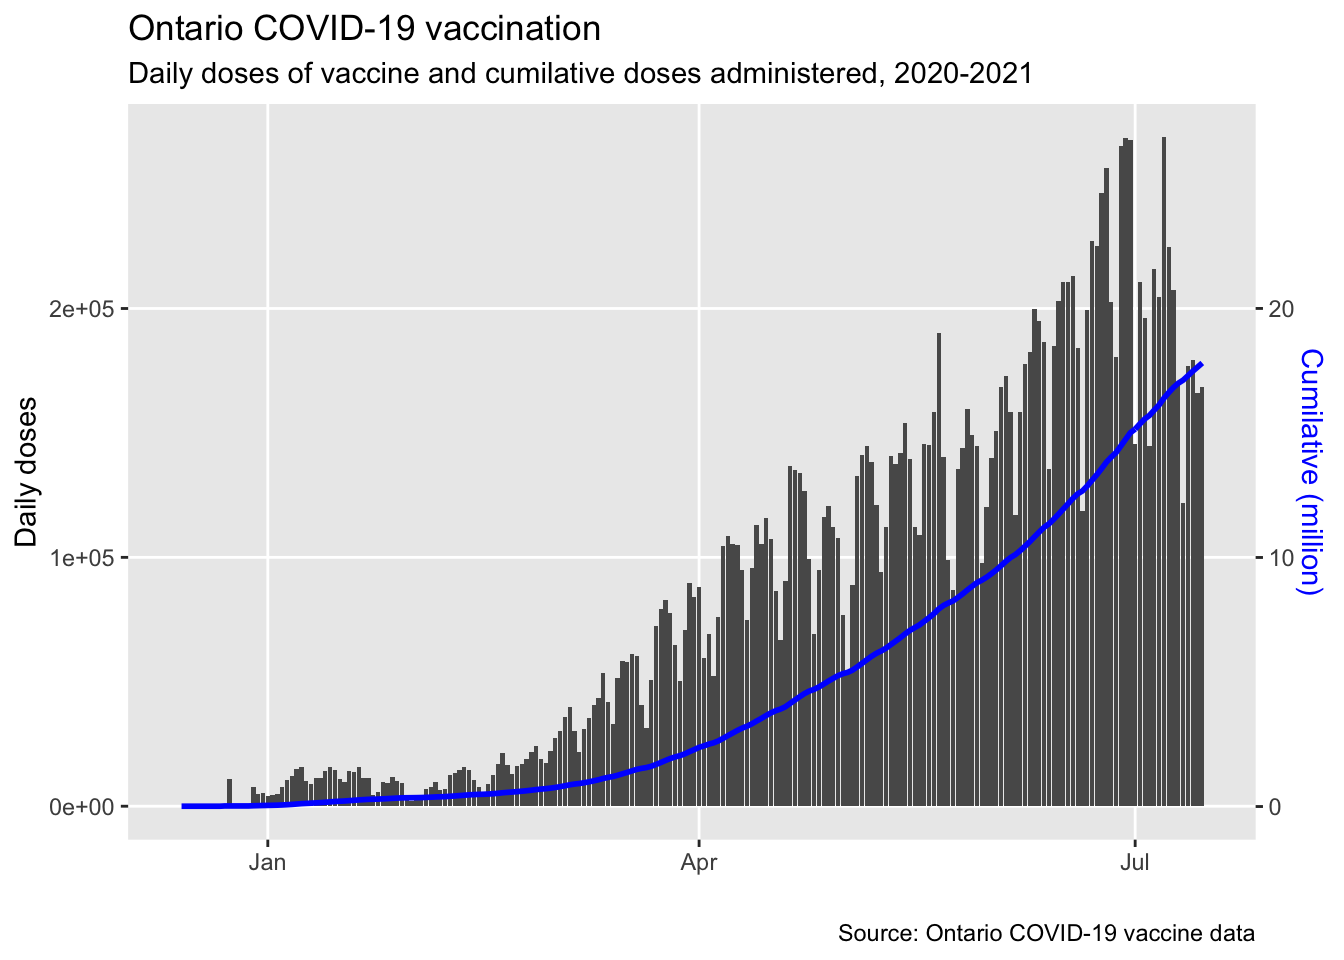 Ontario COVID-19 vaccination
Daily doses of vaccine and cumilative doses administered, 2020-2021
Daily doses
2e+05
1e+05
0e+00
20
10
0
Cumilative (million)
Jan
Apr
Jul
Source: Ontario COVID-19 vaccine data